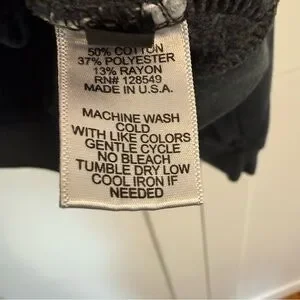 50% COTTON
37% POLYESTER
13% RAYON
RN# 128549
MADE IN U.S.A.
MACHINE WASH
COLD
WITH LIKE COLORS
GENTLE CYCLE
NO BLEACH
TUMBLE DRY LOW
COOL IRON IF
NEEDED